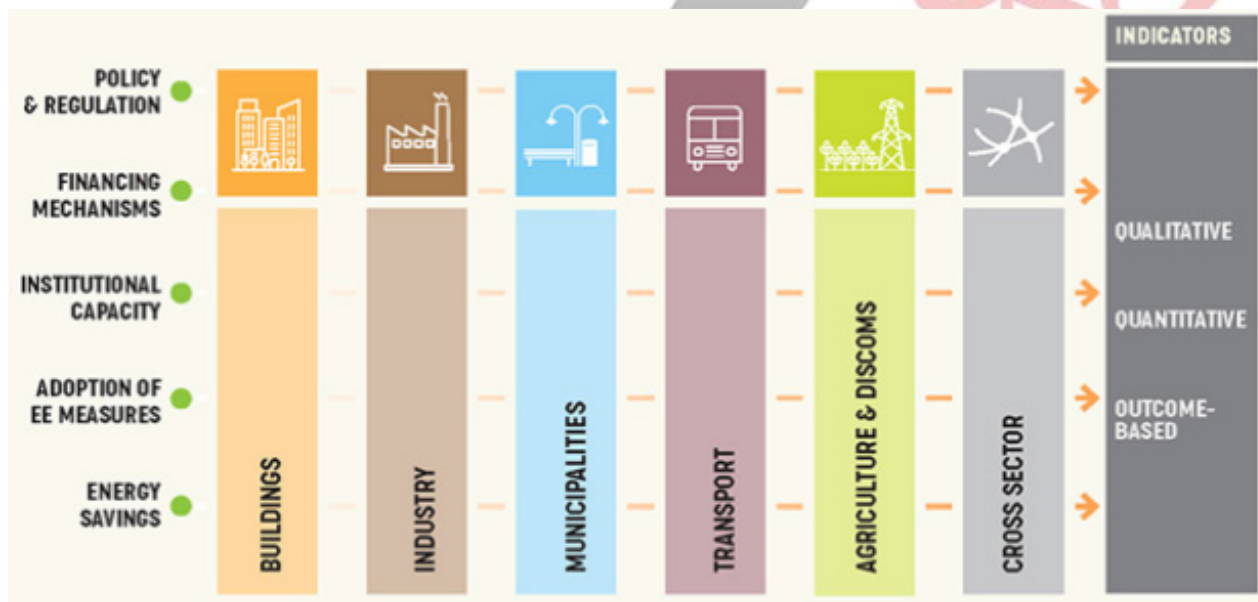 POLICY
& REGULATION
FINANCING
MECHANISMS
INSTITUTIONAL
CAPACITY
ADOPTION OF
EE MEASURES
ENERGY
SAVINGS
BUILDINGS
INDUSTRY
MUNICIPALITIES
TRANSPORT
AGRICULTURE & DISCOMS
CROSS SECTOR
INDICATORS
QUALITATIVE
QUANTITATIVE
OUTCOME-
BASED